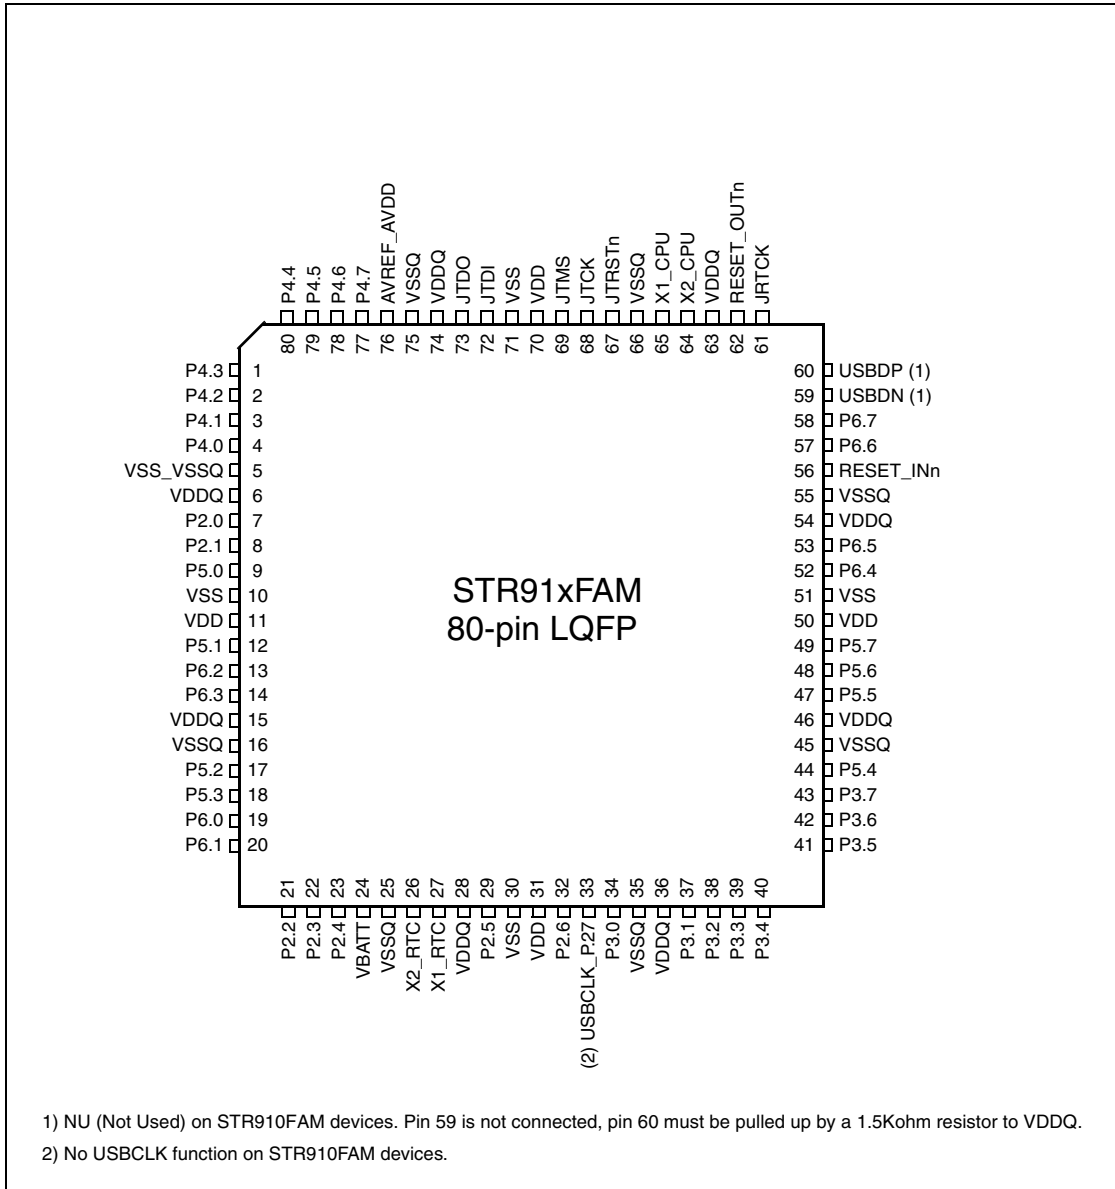 P4.4
P4.5
P4.6
P4.7
AVREF_AVDD
VSSQ
VDDQ
JTDO
JTDI
VSS
VDD
JTMS
JTCK
JTRSTn
VSSQ
X1_CPU
X2_CPU
VDDQ
RESET_OUTn
JRTCK
80
79
78
77
76
75
74
73
72
71
70
69
68
67
66
65
64
63
62
61
P4.3 1
P4.2 2
P4.1 3
P4.0 4
VSS_VSSQ 5
VDDQ 6
P2.0 7
P2.1 8
P5.0 9
VSS 10
VDD 11
P5.1 12
P6.2 13
P6.3 14
VDDQ 15
VSSQ 16
P5.2 17
P5.3 18
P6.0 19
P6.1 20
STR91xFAM
80-pin LQFP
60 USBDP (1)
59 USBDN (1)
58 P6.7
57 P6.6
56 RESET_INn
55 VSSQ
54 VDDQ
53 P6.5
52 P6.4
51 VSS
50 VDD
49 P5.7
48 P5.6
47 P5.5
46 VDDQ
45 VSSQ
44 P5.4
43 P3.7
42 P3.6
41 P3.5
21
22
23
24
25
26
27
28
29
30
31
32
33
34
35
36
37
38
39
40
P2.2
P2.3
P2.4
VBATT
VSSQ
X2_RTC
X1_RTC
VDDQ
P2.5
VSS
VDD
P2.6
(2) USBCLK_P2.7
P3.0
VSSQ
VDDQ
P3.1
P3.2
P3.3
P3.4
1) NU (Not Used) on STR910FAM devices. Pin 59 is not connected, pin 60 must be pulled up by a 1.5Kohm resistor to VDDQ.
2) No USBCLK function on STR910FAM devices.